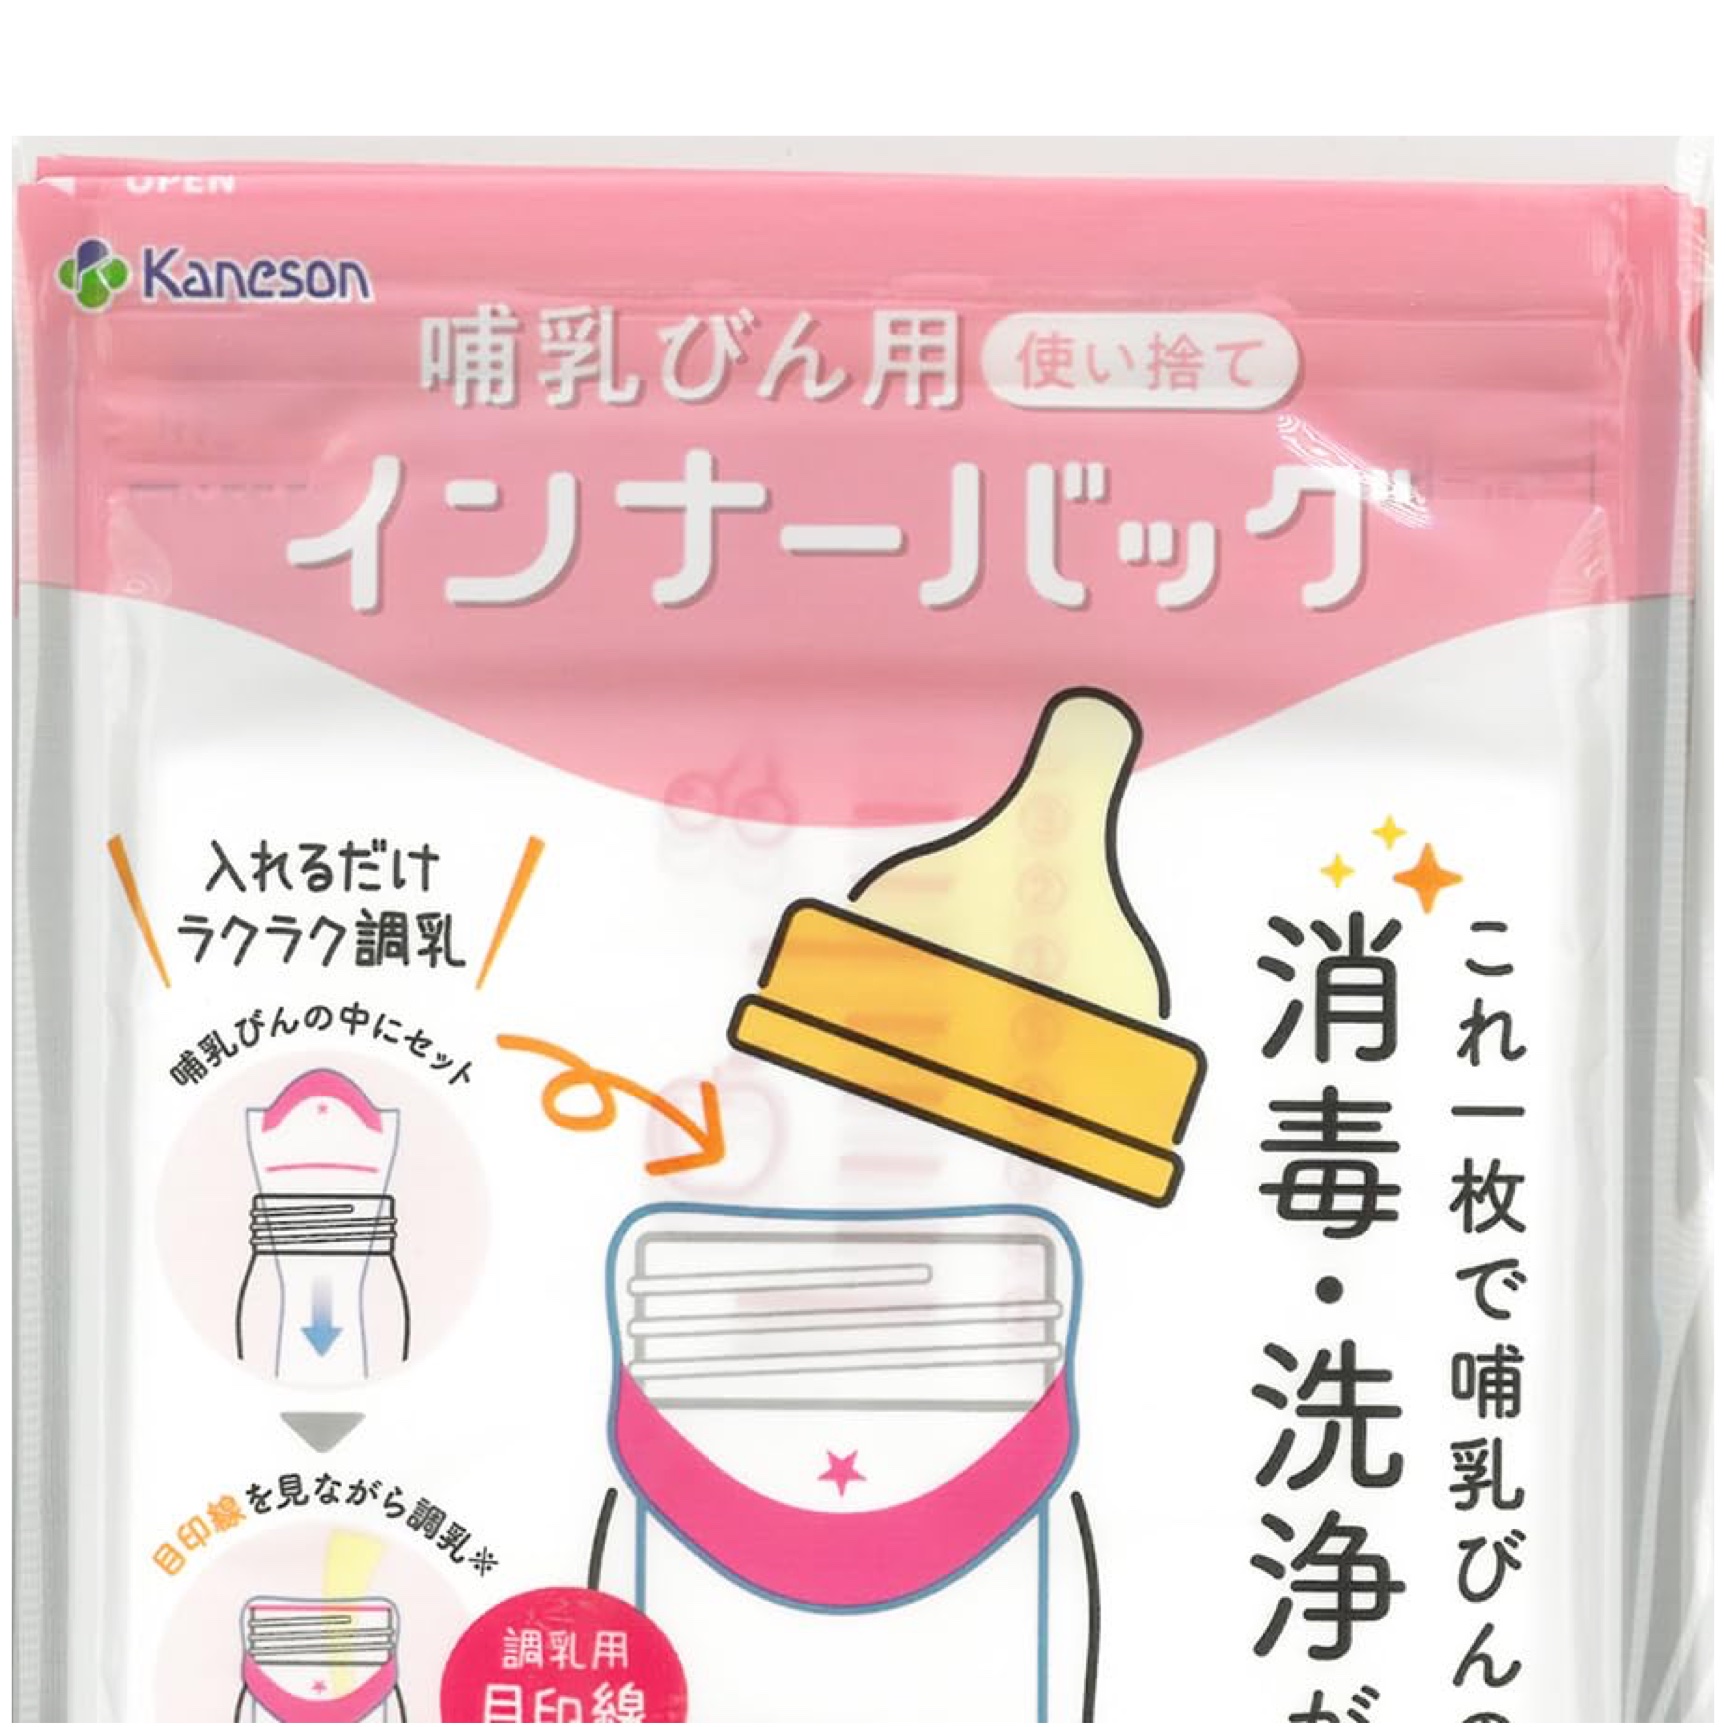 OPEN
Kaneson
哺乳びん用 使い捨て
インナーバッグ
入れるだけ
ラクラク調乳
哺乳びんの中にセット
目印線を見ながら調乳※
調乳用
目印線
これ一枚で哺乳びんの
消毒・洗浄が